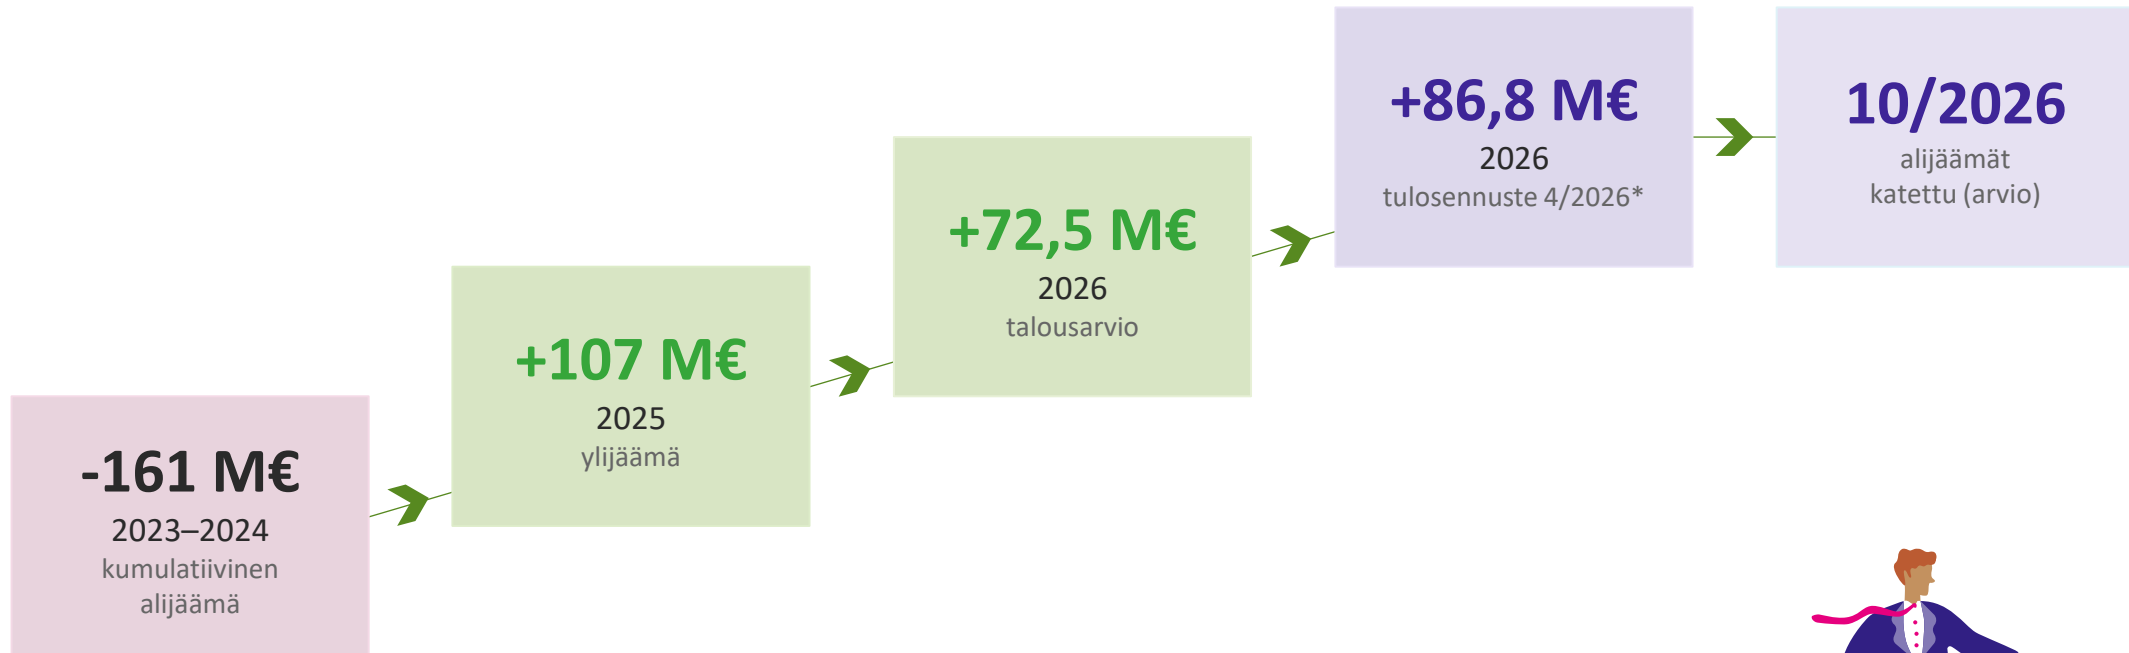 -161 M€
2023–2024
kumulatiivinen
alijäämä
+107 M€
2025
ylijäämä
+72,5 M€
2026
talousarvio
+86,8 M€
2026
tulosennuste 4/2026*
10/2026
alijäämät
katettu (arvio)